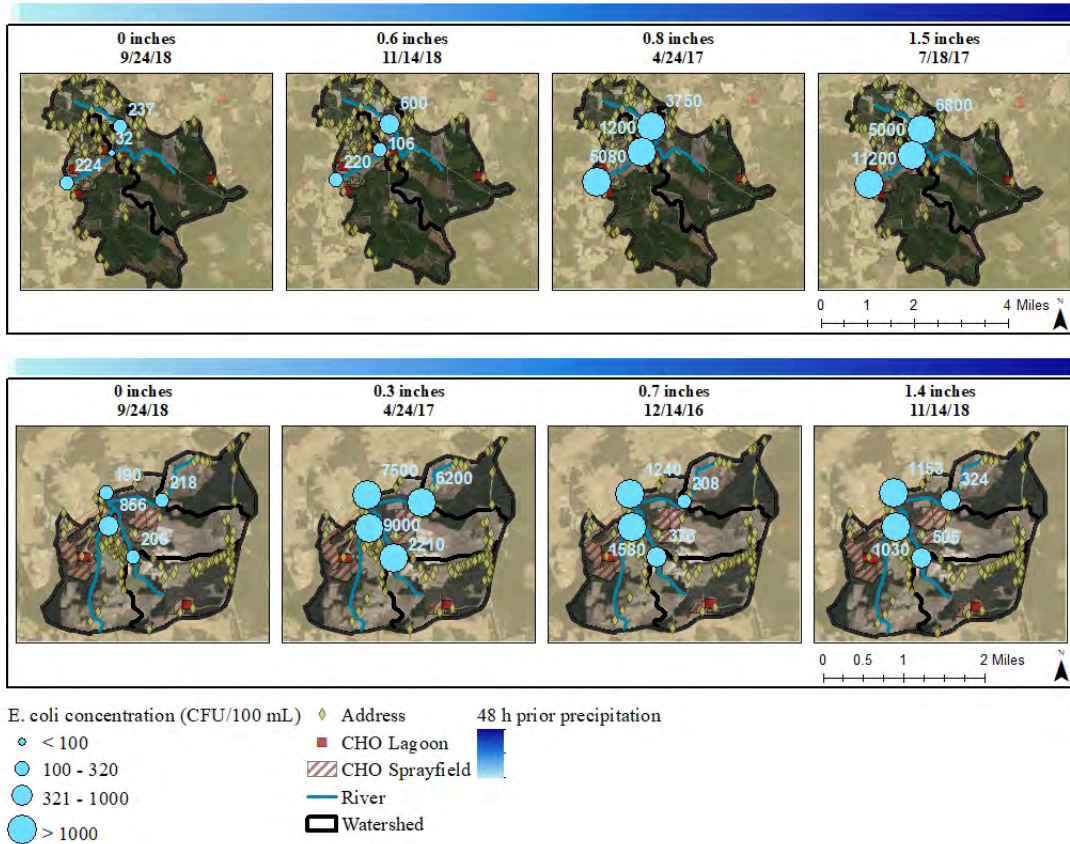 0 inches 0.6 inches 0.8 inches 1.5 inches
9/24/18 11/14/18 4/24/17 7/18/17
237
32
224
600
106
220
3750
1200
5080
6800
5000
11200
0 1 2 4 Miles
N
0 inches 0.3 inches 0.7 inches 1.4 inches
9/24/18 4/24/17 12/14/16 11/14/18
190
218
856
206
7500
6200
9000
2210
1240
208
1580
1153
324
1030
505
0 0.5 1 2 Miles
N
E. coli concentration (CFU/100 mL)
< 100
100 - 320
321 - 1000
> 1000
Address
CHO Lagoon
CHO Sprayfield
River
Watershed
48 h prior precipitation